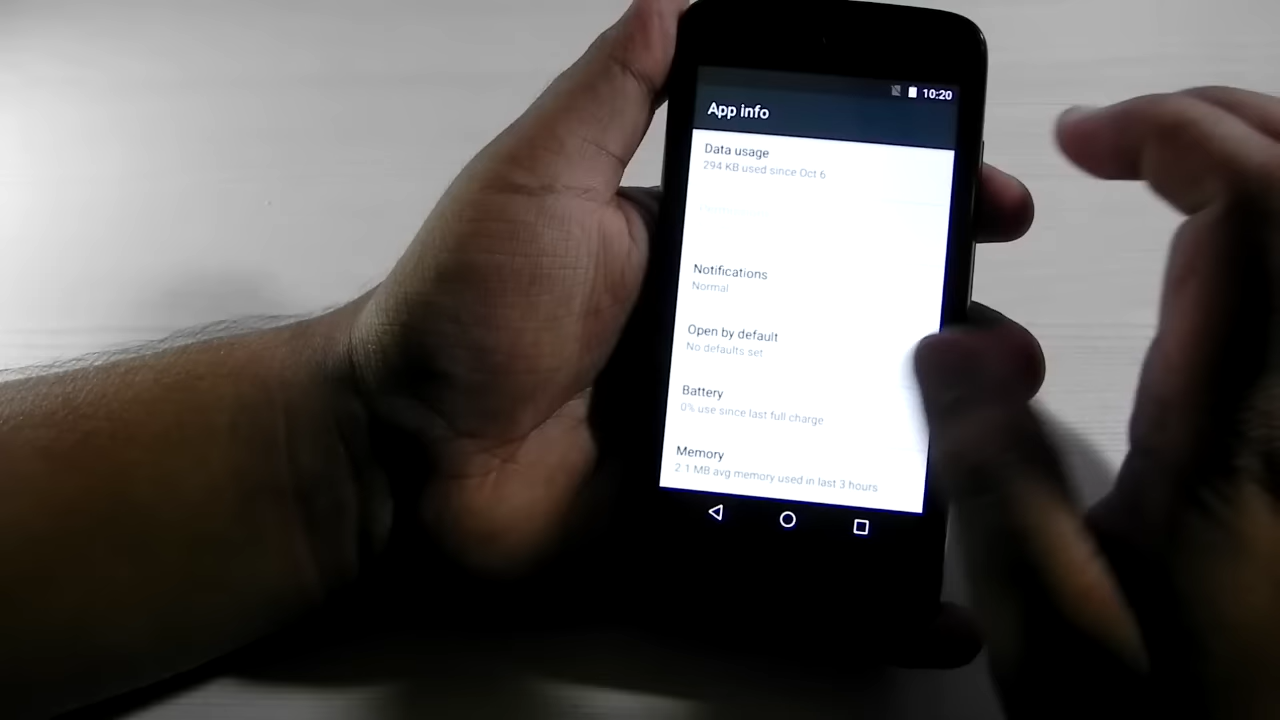 10:20
App info
Data usage
294 KB used since Oct 6
Notifications
Normal
Open by default
No defaults set
Battery
0% use since last full charge
Memory
2.1 MB avg memory used in last 3 hours